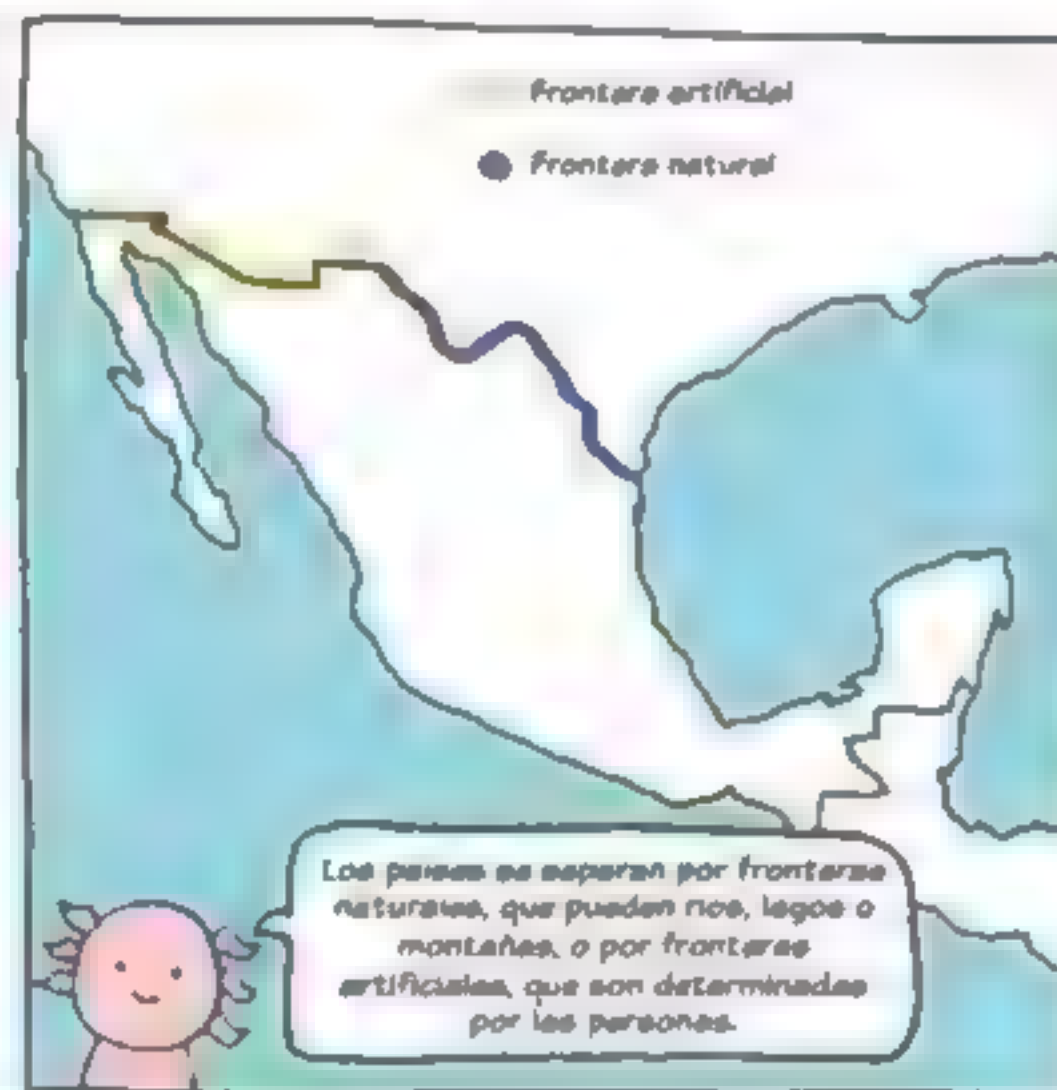 Frontera artificial
Frontera natural
Los países se separan por fronteras
naturales, que pueden ríos, lagos o
montañas, o por fronteras
artificiales, que son determinadas
por las personas.